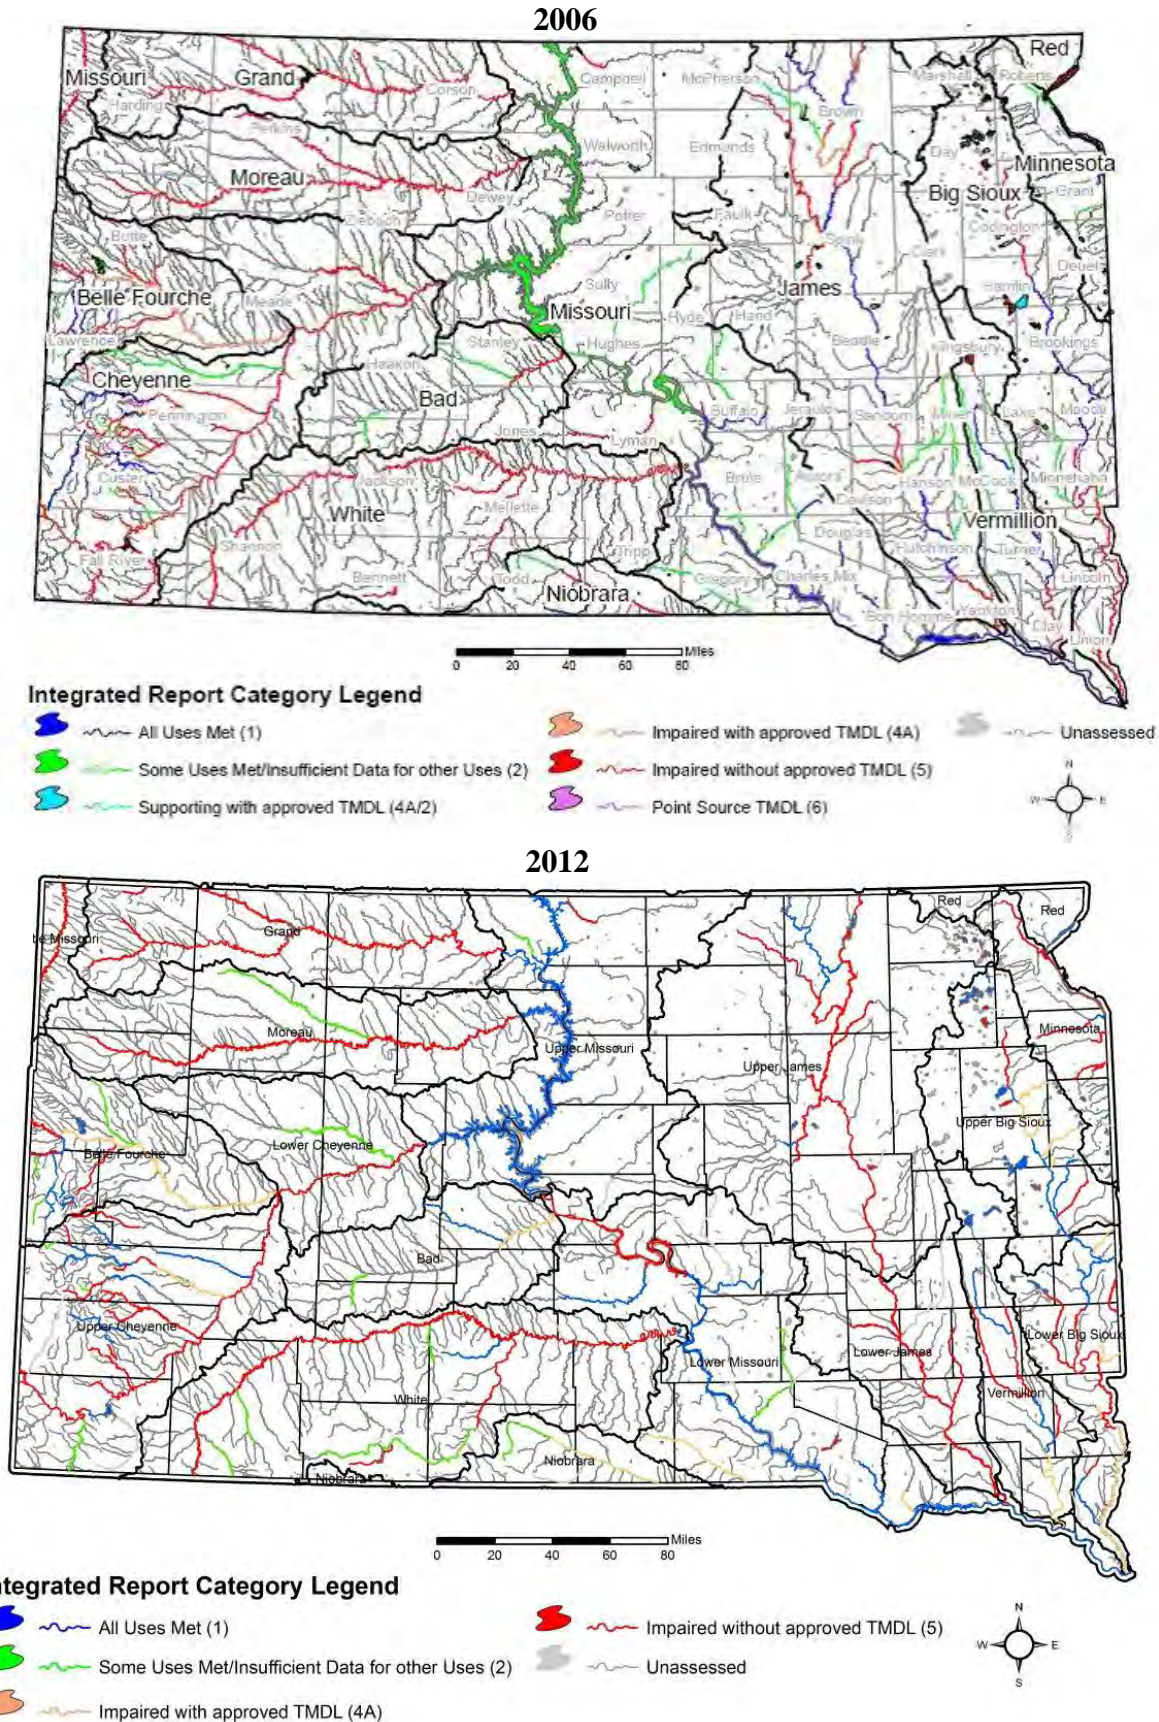 2006
Red
Missouri
Grand
Campbell
McPherson
Marshall
Roberts
Harding
Corson
Brown
Perkins
Walworth
Edmunds
Day
Minnesota
Moreau
Dewey
Big Sioux
Grant
Ziebach
Potter
Faulk
Codington
Butte
Spink
Clark
Deuel
Belle Fourche
Meade
Sully
James
Hamlin
Missouri
Hyde
Hand
Lawrence
Stanley
Hughes
Beadle
Kingsbury
Brookings
Cheyenne
Haakon
Pennington
Bad
Buffalo
Jerauld
Sanborn
Miner
Lake
Moody
Jones
Lyman
Custer
Jackson
Brule
Aurora
Hanson
McCook
Minnehaha
Mellette
Davison
White
Vermillion
Douglas
Shannon
Tripp
Hutchinson
Turner
Fall River
Bennett
Todd
Gregory
Charles Mix
Lincoln
Niobrara
Bon Homme
Yankton
Clay
Union
0 20 40 60 80 Miles
Integrated Report Category Legend
All Uses Met (1)
Impaired with approved TMDL (4A)
Unassessed
Some Uses Met/Insufficient Data for other Uses (2)
Impaired without approved TMDL (5)
Supporting with approved TMDL (4A/2)
Point Source TMDL (6)
N
W E
S
2012
Red
Red
Grand
Missouri
Moreau
Upper Missouri
Minnesota
Upper James
Upper Big Sioux
Lower Cheyenne
Belle Fourche
Bad
Upper Cheyenne
Lower Big Sioux
Lower James
Lower Missouri
White
Vermillion
Niobrara
Niobrara
0 20 40 60 80 Miles
ntegrated Report Category Legend
All Uses Met (1)
Impaired without approved TMDL (5)
Some Uses Met/Insufficient Data for other Uses (2)
Unassessed
Impaired with approved TMDL (4A)
N
W E
S